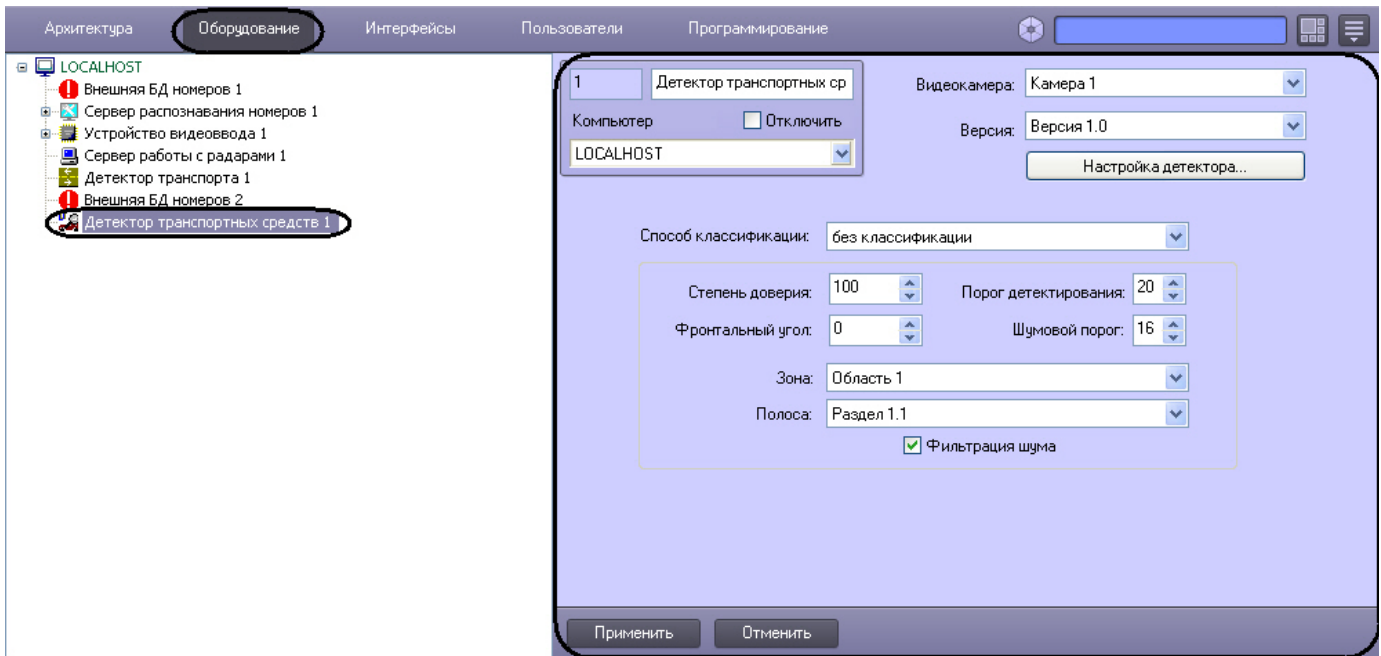 Архитектура Оборудование Интерфейсы Пользователи Программирование
LOCALHOST
Внешняя БД номеров 1
Сервер распознавания номеров 1
Устройство видеоввода 1
Сервер работы с радарами 1
Детектор транспорта 1
Внешняя БД номеров 2
Детектор транспортных средств 1
1 Детектор транспортных ср
Компьютер Отключить
LOCALHOST
Видеокамера: Камера 1
Версия: Версия 1.0
Настройка детектора...
Способ классификации: без классификации
Степень доверия: 100 Порог детектирования: 20
Фронтальный угол: 0 Шумовой порог: 16
Зона: Область 1
Полоса: Раздел 1.1
Фильтрация шума
Применить Отменить